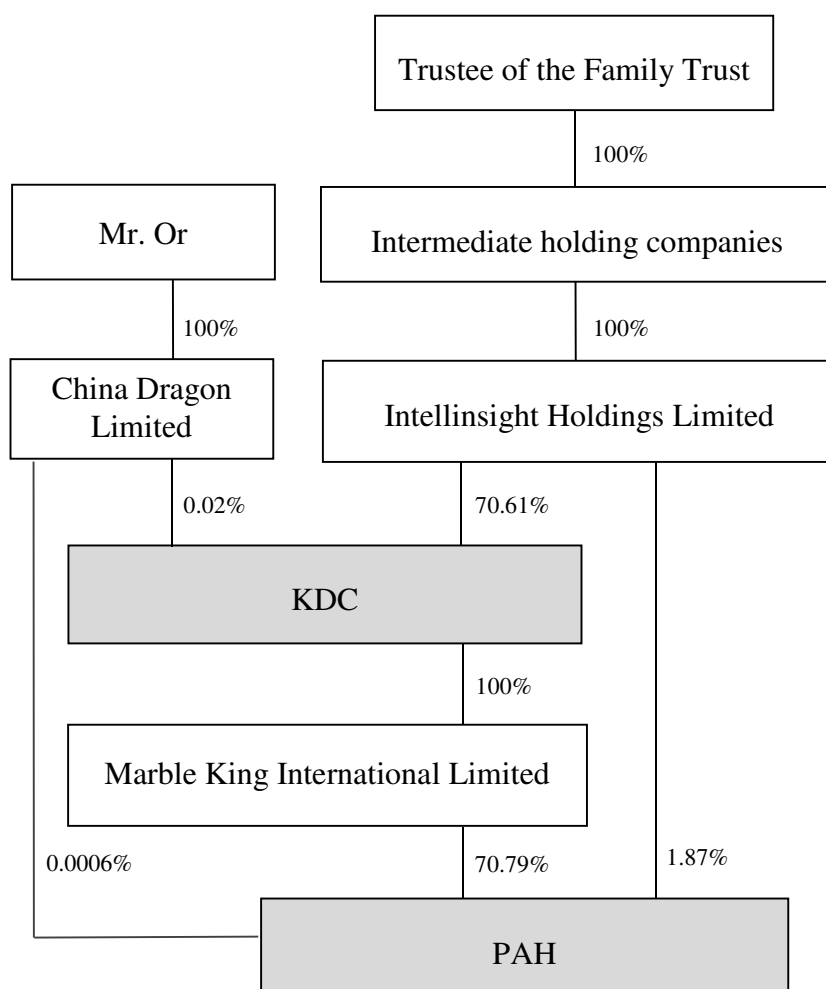 Trustee of the Family Trust
100%
Mr. Or
Intermediate holding companies
100%
100%
China Dragon
Limited
Intellinsight Holdings Limited
0.02%
70.61%
KDC
100%
Marble King International Limited
0.0006%
70.79%
1.87%
PAH